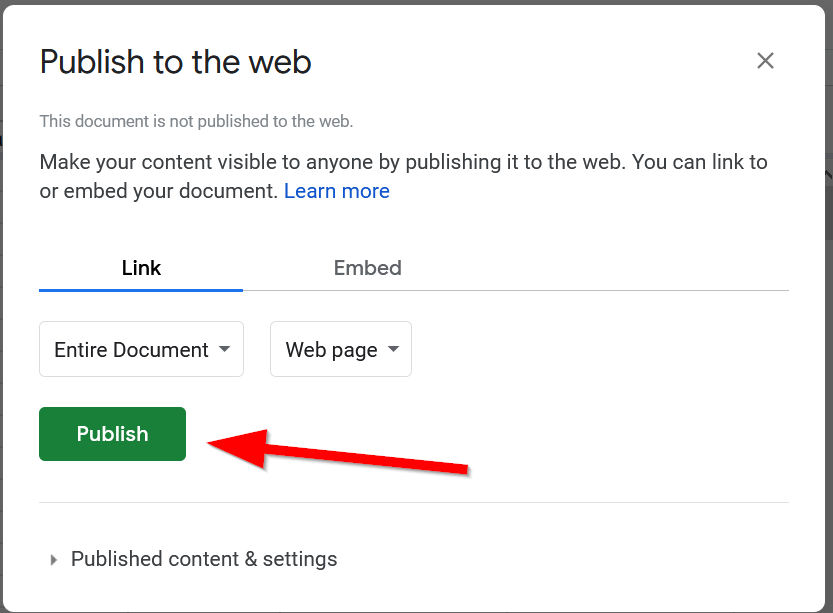 Publish to the web
This document is not published to the web.
Make your content visible to anyone by publishing it to the web. You can link to
or embed your document. Learn more
Link Embed
Entire Document Web page
Publish
Published content & settings